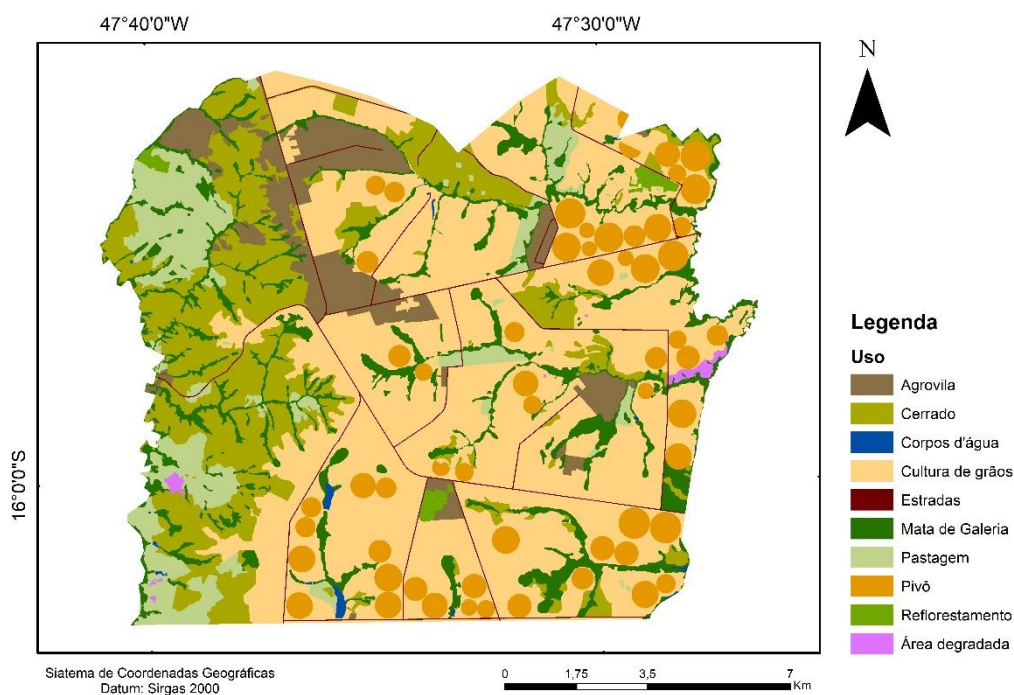 47°40'0"W
47°30'0"W
N
16°0'0"S
Legenda
Uso
Agrovila
Cerrado
Corpos d'água
Cultura de grãos
Estradas
Mata de Galeria
Pastagem
Pivô
Reflorestamento
Área degradada
Siatema de Coordenadas Geográficas
Datum: Sirgas 2000
0 1,75 3,5 7
Km